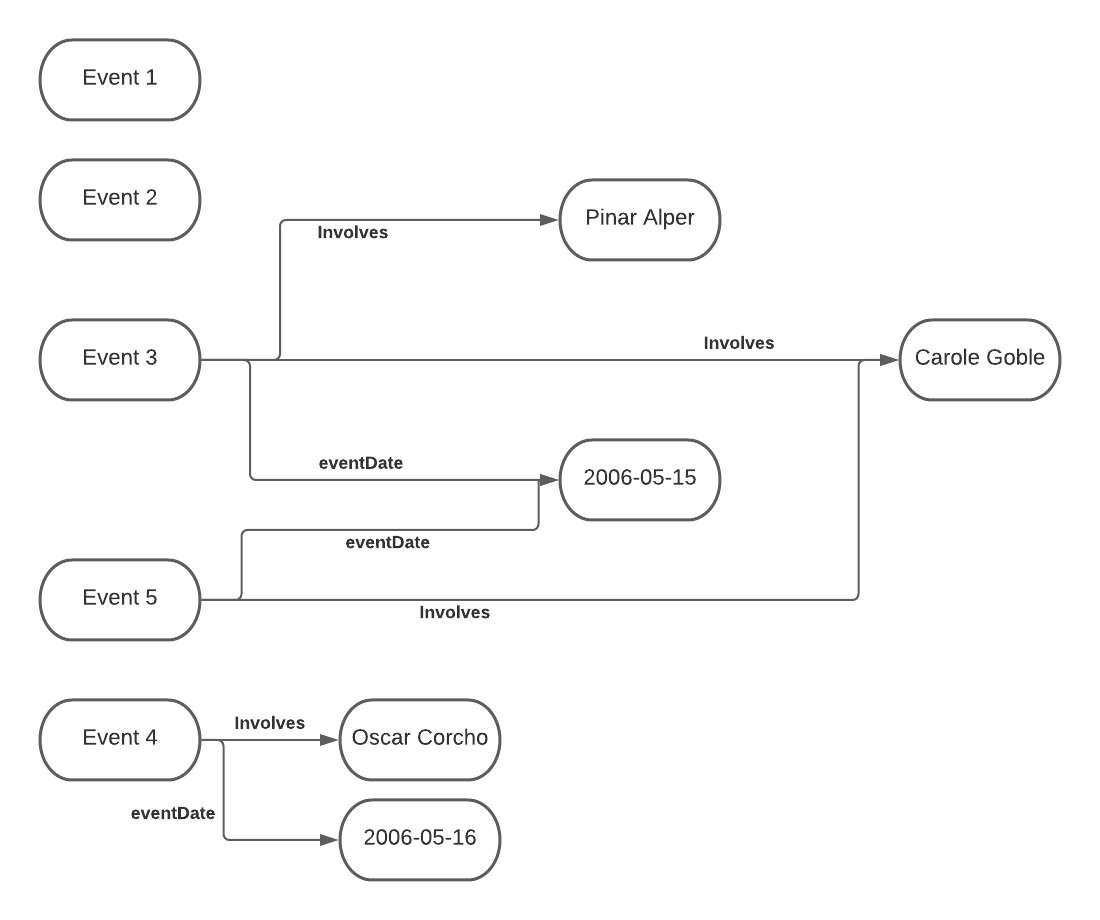 Event 1
Event 2
Pinar Alper
Involves
Involves
Event 3
Carole Goble
eventDate
2006-05-15
eventDate
Event 5
Involves
Involves
Event 4
Oscar Corcho
eventDate
2006-05-16